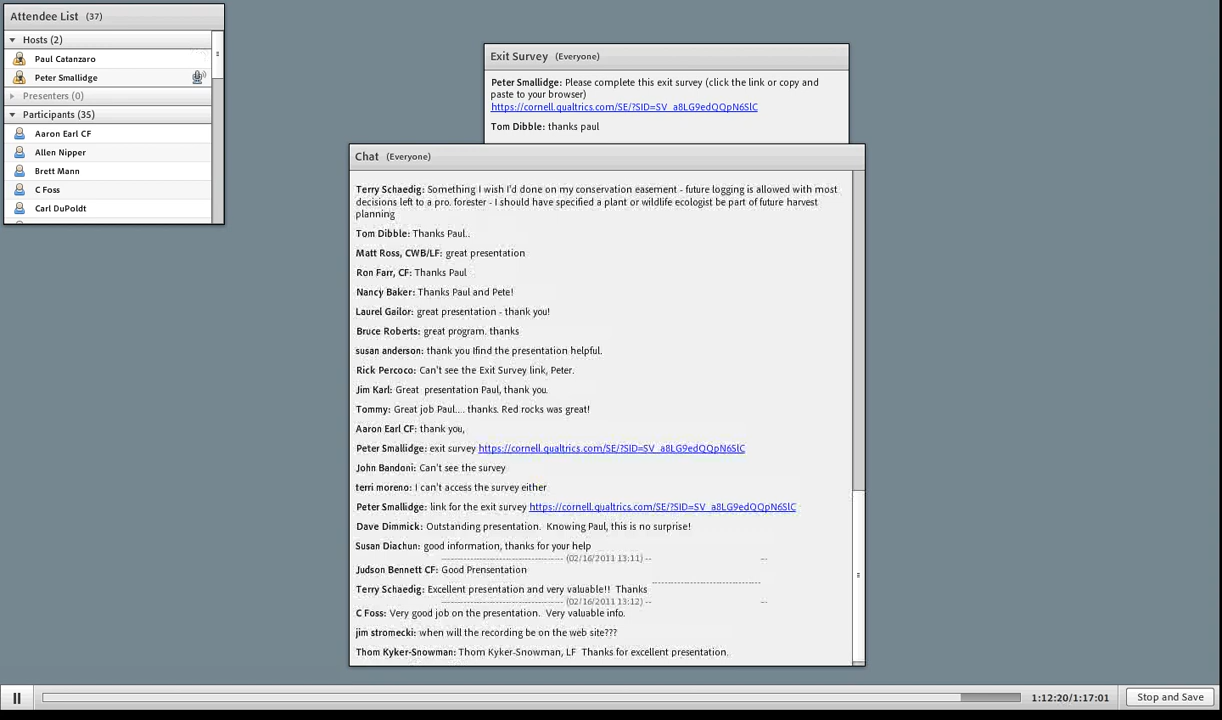 Attendee List (37)
Hosts (2)
Paul Catanzaro
Peter Smallidge
Presenters (0)
Participants (35)
Aaron Earl CF
Allen Nipper
Brett Mann
C Foss
Carl DuPoldt
Exit Survey (Everyone)
Peter Smallidge: Please complete this exit survey (click the link or copy and
paste to your browser)
https://cornell.qualtrics.com/SE/?SID=SV_a8LG9edQQpN6SlC
Tom Dibble: thanks paul
Chat (Everyone)
Terry Schaedig: Something I wish I'd done on my conservation easement - future logging is allowed with most
decisions left to a pro. forester - I should have specified a plant or wildlife ecologist be part of future harvest
planning
Tom Dibble: Thanks Paul..
Matt Ross, CWB/LF: great presentation
Ron Farr, CF: Thanks Paul
Nancy Baker: Thanks Paul and Pete!
Laurel Gailor: great presentation - thank you!
Bruce Roberts: great program. thanks
susan anderson: thank you Ifind the presentation helpful.
Rick Percoco: Can't see the Exit Survey link, Peter.
Jim Karl: Great presentation Paul, thank you.
Tommy: Great job Paul.... thanks. Red rocks was great!
Aaron Earl CF: thank you,
Peter Smallidge: exit survey https://cornell.qualtrics.com/SE/?SID=SV_a8LG9edQQpN6SlC
John Bandoni: Can't see the survey
terri moreno: I can't access the survey either
Peter Smallidge: link for the exit survey https://cornell.qualtrics.com/SE/?SID=SV_a8LG9edQQpN6SlC
Dave Dimmick: Outstanding presentation. Knowing Paul, this is no surprise!
Susan Diachun: good information, thanks for your help
------------------------------ (02/16/2011 13:11) -- --
Judson Bennett CF: Good Prensentation
---------------------------
Terry Schaedig: Excellent presentation and very valuable!! Thanks
------------------------------ (02/16/2011 13:12) -- --
C Foss: Very good job on the presentation. Very valuable info.
jim stromecki: when will the recording be on the web site???
Thom Kyker-Snowman: Thom Kyker-Snowman, LF Thanks for excellent presentation.
1:12:20/1:17:01
Stop and Save